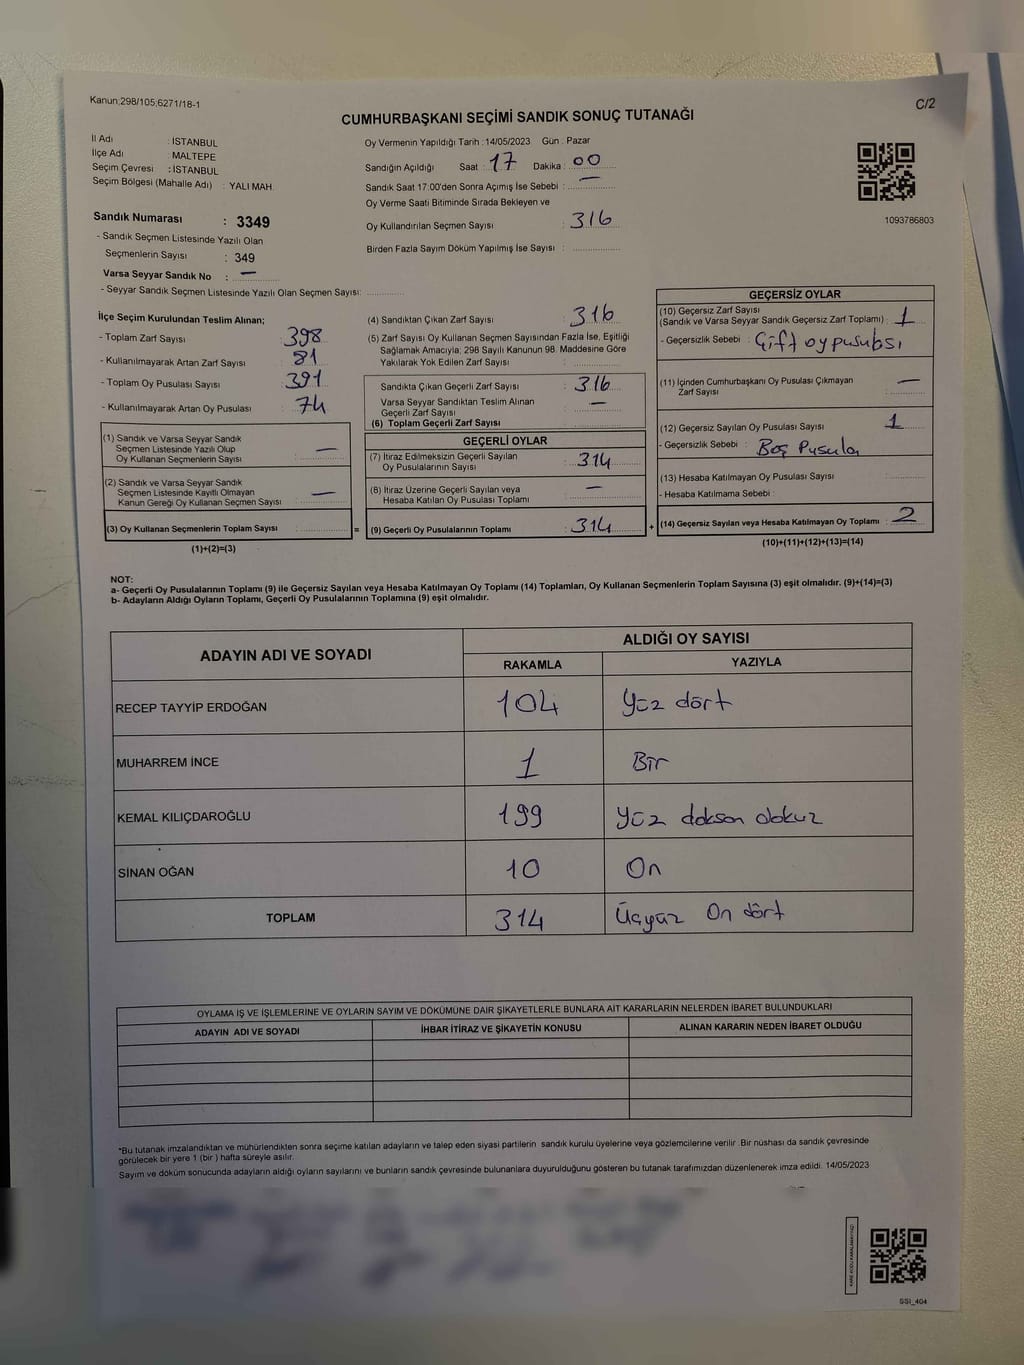 Kanun;298/105;6271/18-1
C/2
CUMHURBAŞKANI SEÇİMİ SANDIK SONUÇ TUTANAĞI
İl Adı : İSTANBUL
İlçe Adı : MALTEPE
Seçim Çevresi : İSTANBUL
Seçim Bölgesi (Mahalle Adı) : YALI MAH.
Oy Vermenin Yapıldığı Tarih :14/05/2023 Gün : Pazar
Sandığın Açıldığı Saat : 17 Dakika : 00
Sandık Saat 17:00'den Sonra Açımış İse Sebebi : —
Oy Verme Saati Bitiminde Sırada Bekleyen ve
Oy Kullandırılan Seçmen Sayısı : 316
Birden Fazla Sayım Döküm Yapılmış İse Sayısı :
1093786803
Sandık Numarası : 3349
- Sandık Seçmen Listesinde Yazılı Olan
Seçmenlerin Sayısı : 349
Varsa Seyyar Sandık No : —
- Seyyar Sandık Seçmen Listesinde Yazılı Olan Seçmen Sayısı:
İlçe Seçim Kurulundan Teslim Alınan;
- Toplam Zarf Sayısı : 398
- Kullanılmayarak Artan Zarf Sayısı : 81
- Toplam Oy Pusulası Sayısı : 391
- Kullanılmayarak Artan Oy Pusulası : 74
(1) Sandık ve Varsa Seyyar Sandık
Seçmen Listesinde Yazılı Olup
Oy Kullanan Seçmenlerin Sayısı : —
(2) Sandık ve Varsa Seyyar Sandık
Seçmen Listesinde Kayıtlı Olmayan
Kanun Gereği Oy Kullanan Seçmen Sayısı : —
(3) Oy Kullanan Seçmenlerin Toplam Sayısı : =
(1)+(2)=(3)
(4) Sandıktan Çıkan Zarf Sayısı : 316
(5) Zarf Sayısı Oy Kullanan Seçmen Sayısından Fazla İse, Eşitliği
Sağlamak Amacıyla; 298 Sayılı Kanunun 98. Maddesine Göre
Yakılarak Yok Edilen Zarf Sayısı :
Sandıkta Çıkan Geçerli Zarf Sayısı : 316
Varsa Seyyar Sandıktan Teslim Alınan
Geçerli Zarf Sayısı : —
(6) Toplam Geçerli Zarf Sayısı :
GEÇERLİ OYLAR
(7) İtiraz Edilmeksizin Geçerli Sayılan
Oy Pusulalarının Sayısı : 314
(8) İtiraz Üzerine Geçerli Sayılan veya
Hesaba Katılan Oy Pusulası Toplamı : —
(9) Geçerli Oy Pusulalarının Toplamı : 314 +
GEÇERSİZ OYLAR
(10) Geçersiz Zarf Sayısı
(Sandık ve Varsa Seyyar Sandık Geçersiz Zarf Toplamı) : 1
- Geçersizlik Sebebi : Çift oy pusulası
(11) İçinden Cumhurbaşkanı Oy Pusulası Çıkmayan
Zarf Sayısı : —
(12) Geçersiz Sayılan Oy Pusulası Sayısı : 1
- Geçersizlik Sebebi : Boş Pusula
(13) Hesaba Katılmayan Oy Pusulası Sayısı :
- Hesaba Katılmama Sebebi :
(14) Geçersiz Sayılan veya Hesaba Katılmayan Oy Toplamı : 2
(10)+(11)+(12)+(13)=(14)
NOT:
a- Geçerli Oy Pusulalarının Toplamı (9) ile Geçersiz Sayılan veya Hesaba Katılmayan Oy Toplamı (14) Toplamları, Oy Kullanan Seçmenlerin Toplam Sayısına (3) eşit olmalıdır. (9)+(14)=(3)
b- Adayların Aldığı Oyların Toplamı, Geçerli Oy Pusulalarının Toplamına (9) eşit olmalıdır.
ADAYIN ADI VE SOYADI
ALDIĞI OY SAYISI
RAKAMLA YAZIYLA
RECEP TAYYİP ERDOĞAN 104 Yüz dört
MUHARREM İNCE 1 Bir
KEMAL KILIÇDAROĞLU 199 Yüz doksan dokuz
SİNAN OĞAN 10 On
TOPLAM 314 Üçyüz On dört
OYLAMA İŞ VE İŞLEMLERİNE VE OYLARIN SAYIM VE DÖKÜMÜNE DAİR ŞİKAYETLERLE BUNLARA AİT KARARLARIN NELERDEN İBARET BULUNDUKLARI
ADAYIN ADI VE SOYADI İHBAR İTİRAZ VE ŞİKAYETİN KONUSU ALINAN KARARIN NEDEN İBARET OLDUĞU
*Bu tutanak imzalandıktan ve mühürlendikten sonra seçime katılan adayların ve talep eden siyasi partilerin sandık kurulu üyelerine veya gözlemcilerine verilir. Bir nüshası da sandık çevresinde
görülecek bir yere 1 (bir ) hafta süreyle asılır.
Sayım ve döküm sonucunda adayların aldığı oyların sayılarını ve bunların sandık çevresinde bulunanlara duyurulduğunu gösteren bu tutanak tarafımızdan düzenlenerek imza edildi. 14/05/2023
KARE KODU KARALAMAYINIZ!
SSI_404